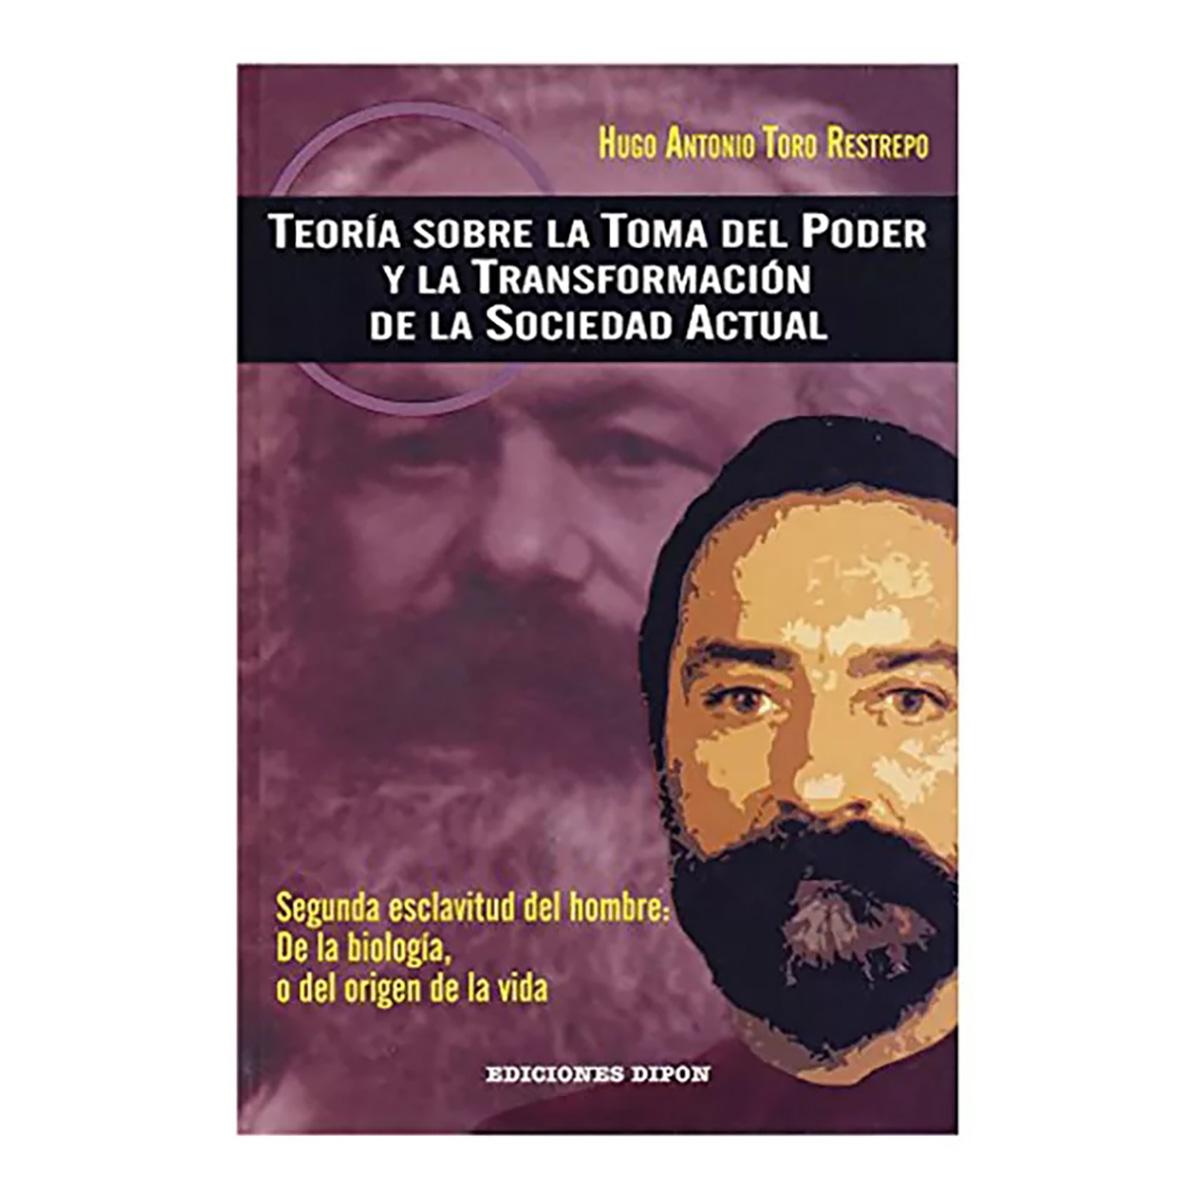 HUGO ANTONIO TORO RESTREPO
TEORÍA SOBRE LA TOMA DEL PODER
Y LA TRANSFORMACIÓN
DE LA SOCIEDAD ACTUAL
Segunda esclavitud del hombre:
De la biología,
o del origen de la vida
EDICIONES DIPON